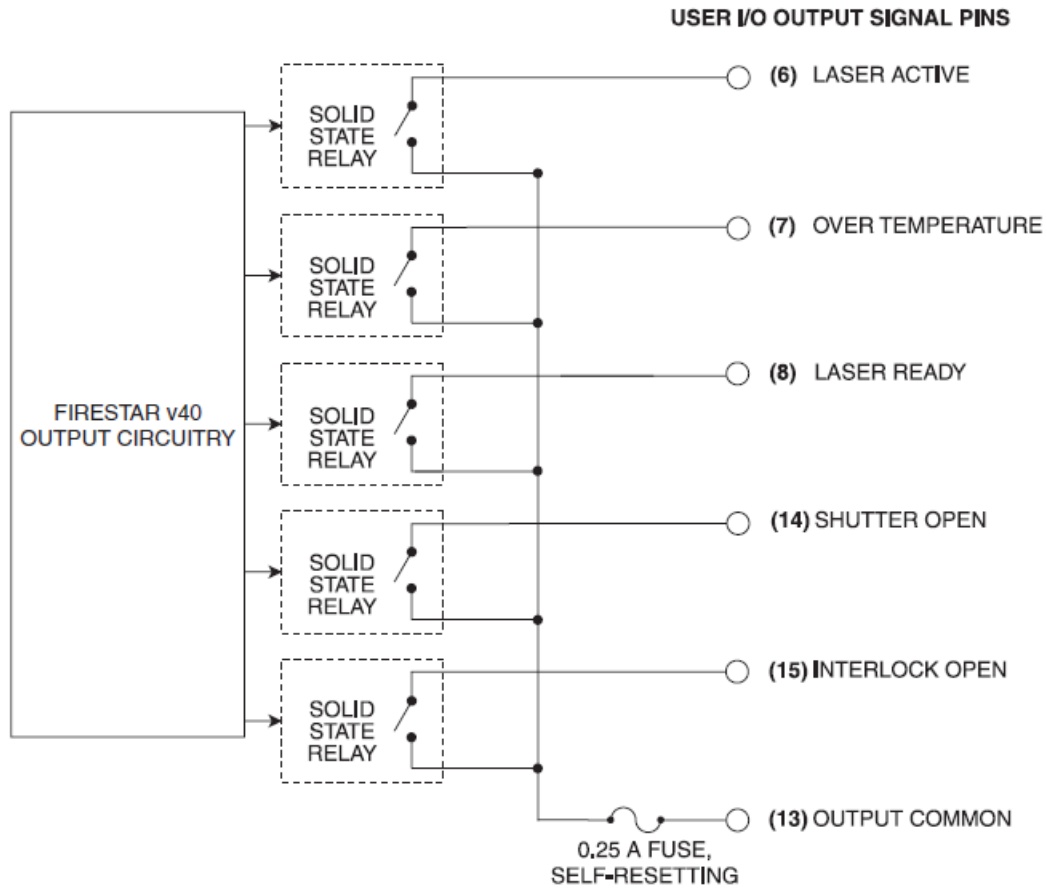 USER I/O OUTPUT SIGNAL PINS
(6) LASER ACTIVE
SOLID
STATE
RELAY
(7) OVER TEMPERATURE
SOLID
STATE
RELAY
(8) LASER READY
FIRESTAR v40
OUTPUT CIRCUITRY
SOLID
STATE
RELAY
(14) SHUTTER OPEN
SOLID
STATE
RELAY
(15) INTERLOCK OPEN
SOLID
STATE
RELAY
(13) OUTPUT COMMON
0.25 A FUSE,
SELF-RESETTING